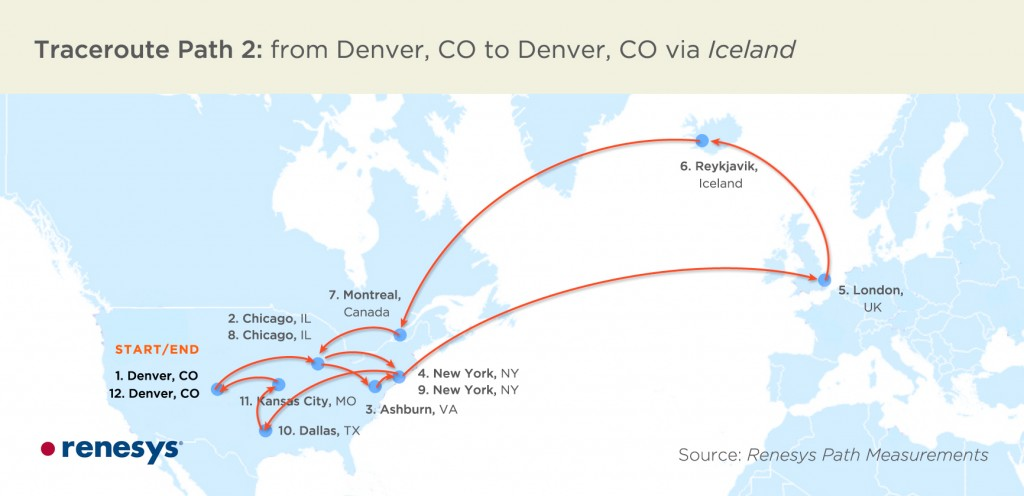 Traceroute Path 2: from Denver, CO to Denver, CO via Iceland
6. Reykjavik,
Iceland
5. London,
UK
7. Montreal,
Canada
2. Chicago, IL
8. Chicago, IL
START/END
1. Denver, CO
12. Denver, CO
4. New York, NY
9. New York, NY
11. Kansas City, MO
3. Ashburn, VA
10. Dallas, TX
renesys
Source: Renesys Path Measurements